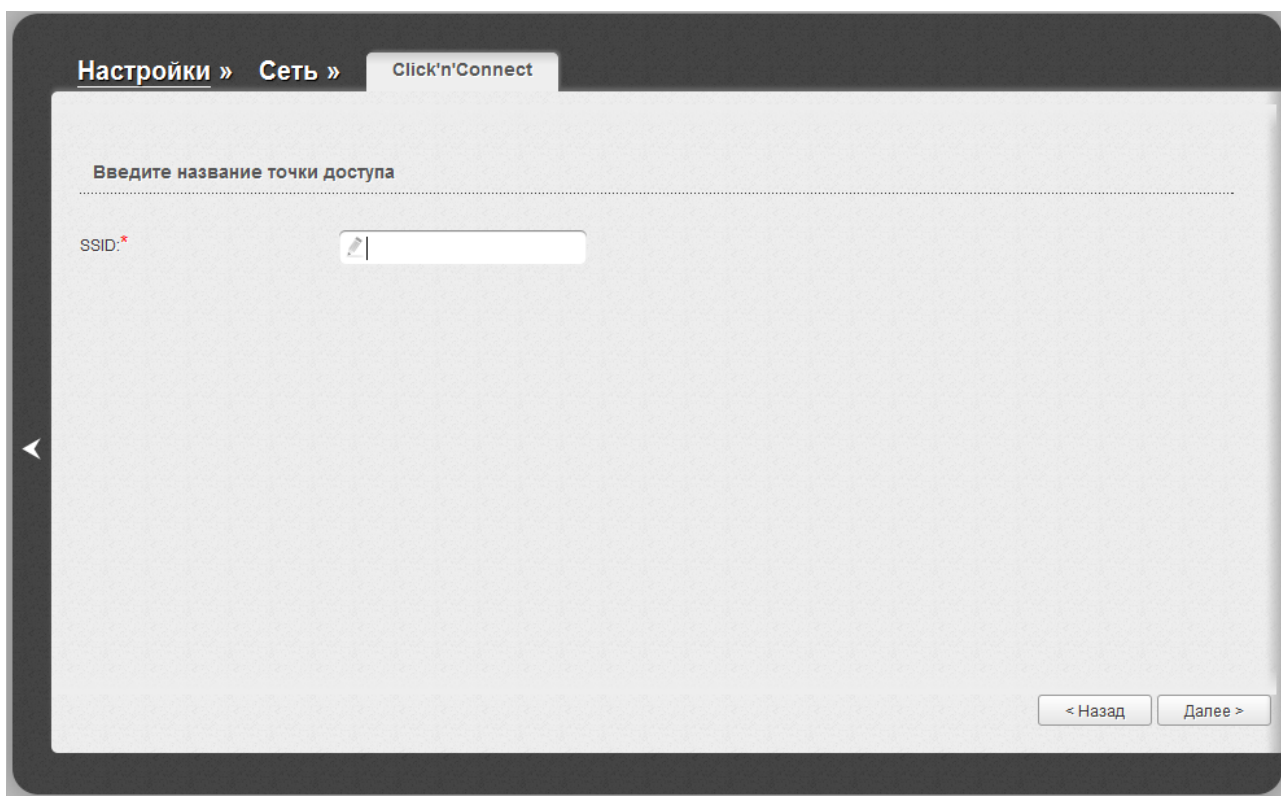 Настройки » Сеть » Click'n'Connect
Введите название точки доступа
SSID:*
< Назад Далее >